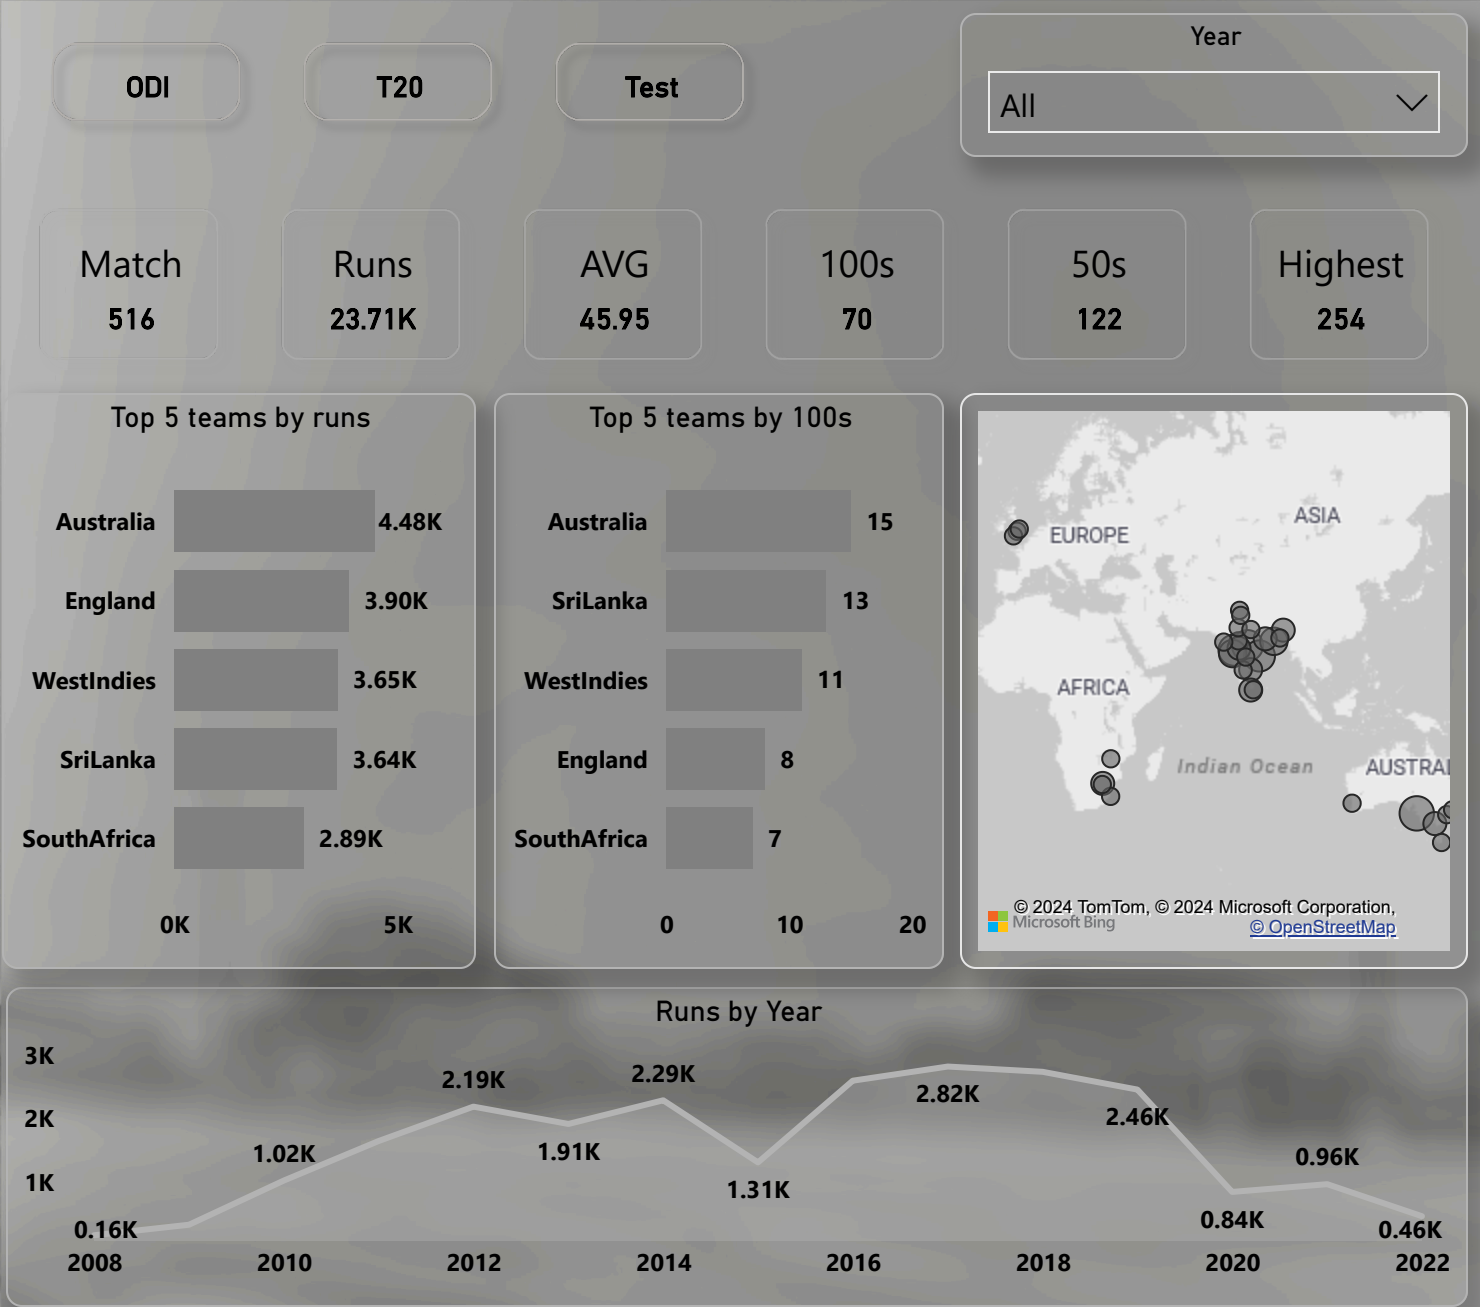 ODI
T20
Test
Year
All
Match
516
Runs
23.71K
AVG
45.95
100s
70
50s
122
Highest
254
Top 5 teams by runs
Australia 4.48K
England 3.90K
WestIndies 3.65K
SriLanka 3.64K
SouthAfrica 2.89K
0K 5K
Top 5 teams by 100s
Australia 15
SriLanka 13
WestIndies 11
England 8
SouthAfrica 7
0 10 20
ASIA
EUROPE
AFRICA
Indian Ocean
AUSTRAL
© 2024 TomTom, © 2024 Microsoft Corporation,
Microsoft Bing
© OpenStreetMap
Runs by Year
3K
2K
1K
0.16K
1.02K
2.19K
1.91K
2.29K
1.31K
2.82K
2.46K
0.84K
0.96K
0.46K
2008 2010 2012 2014 2016 2018 2020 2022